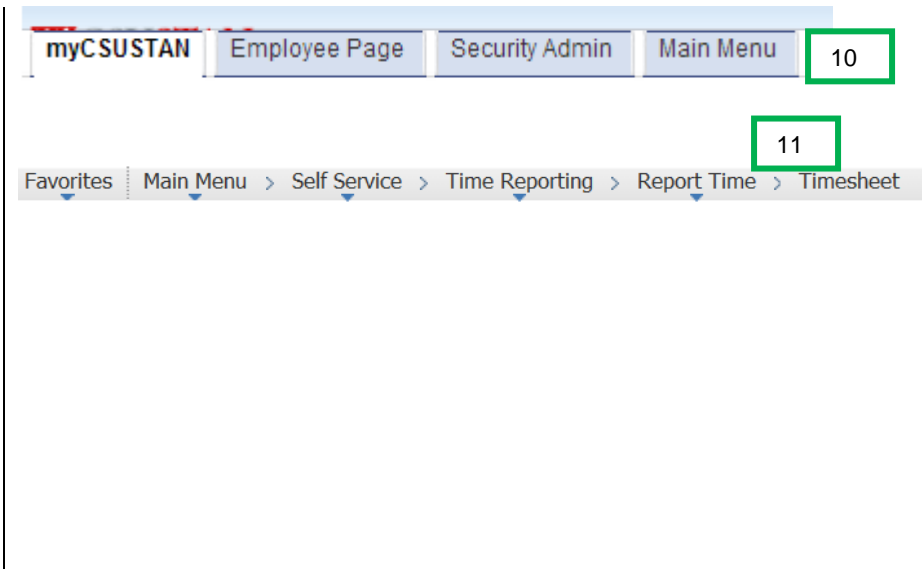 myCSUSTAN Employee Page Security Admin Main Menu 10
11
Favorites Main Menu > Self Service > Time Reporting > Report Time > Timesheet